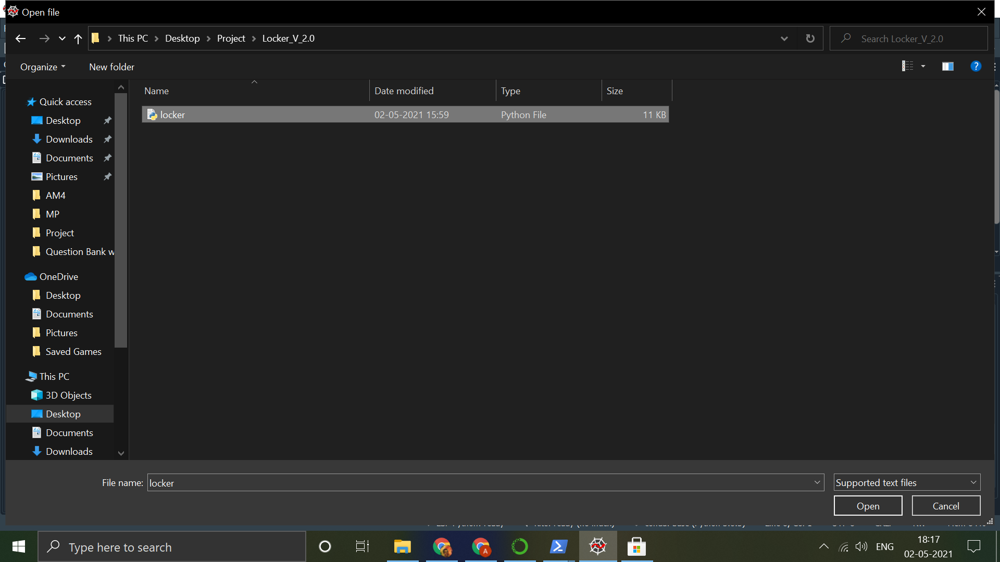 Open file
This PC > Desktop > Project > Locker_V_2.0
Search Locker_V_2.0
Organize
New folder
Name
Date modified
Type
Size
locker
02-05-2021 15:59
Python File
11 KB
Quick access
Desktop
Downloads
Documents
Pictures
AM4
MP
Project
Question Bank w
OneDrive
Desktop
Documents
Pictures
Saved Games
This PC
3D Objects
Desktop
Documents
Downloads
File name:
locker
Supported text files
Open
Cancel
Type here to search
ENG
18:17
02-05-2021